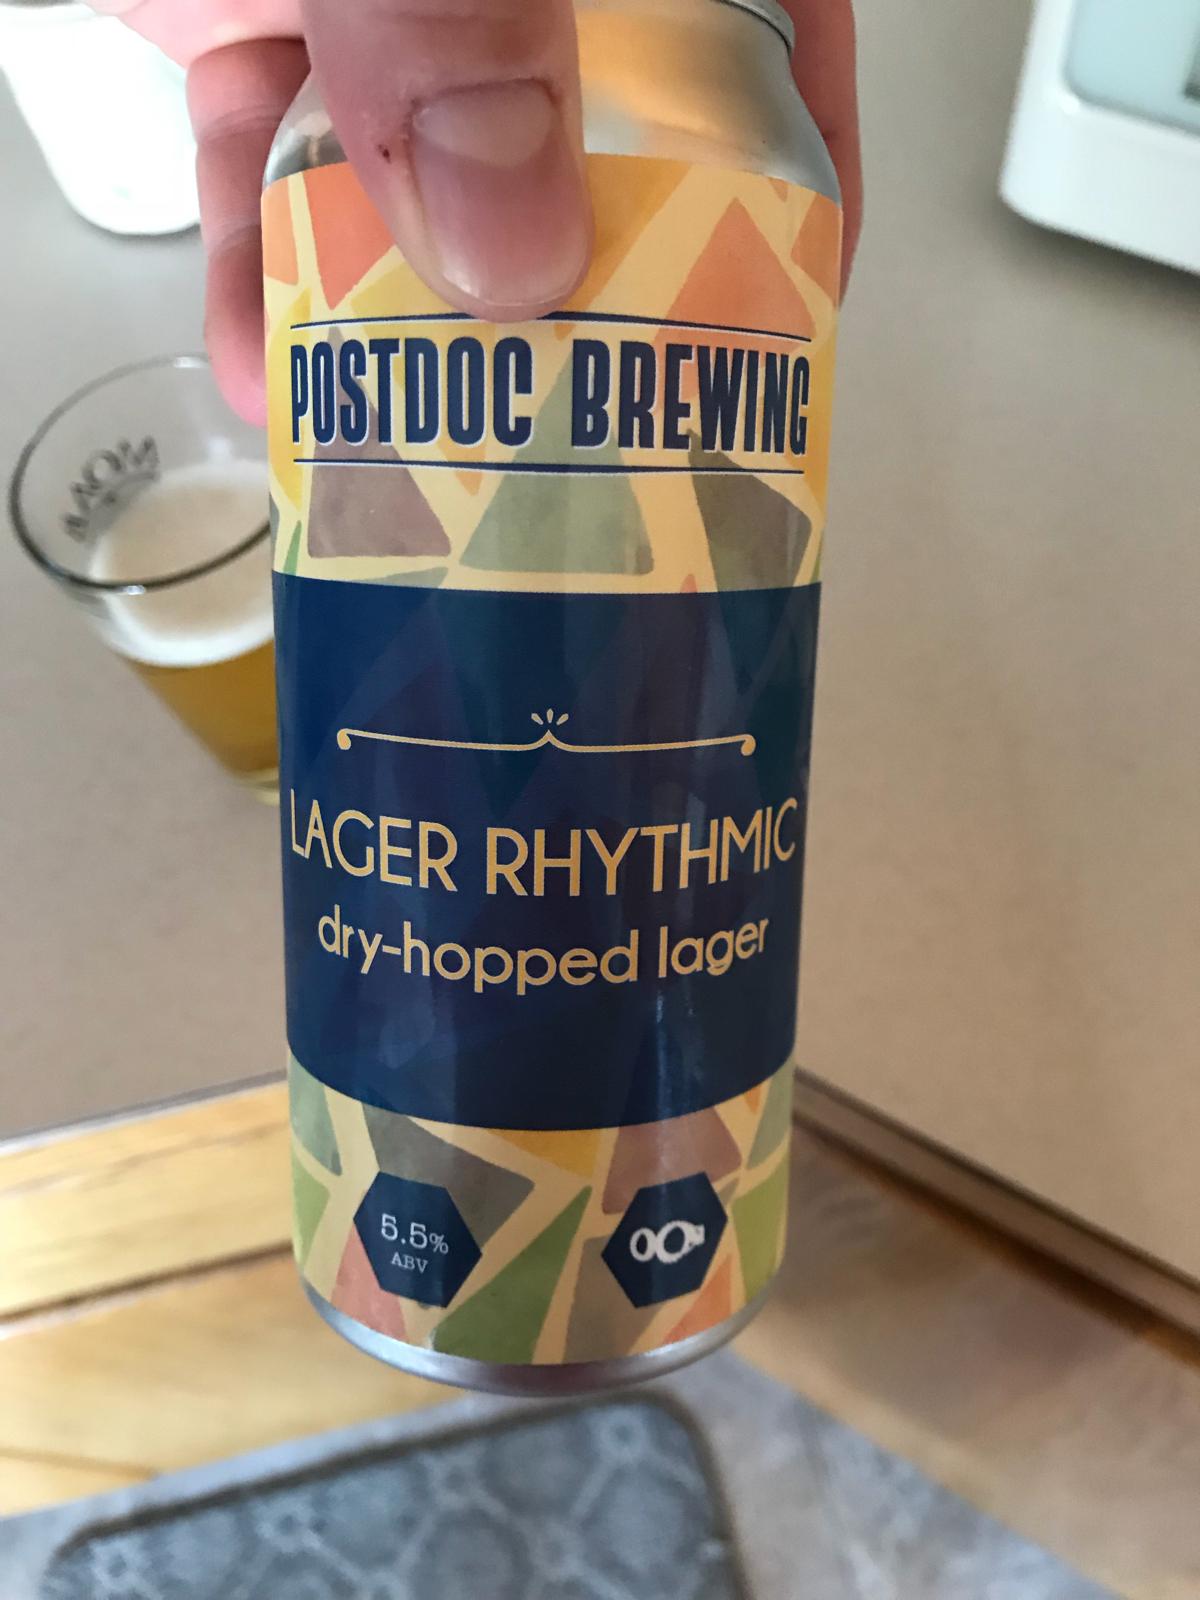 POSTDOC BREWING
LAGER RHYTHMIC
dry-hopped lager
5.5%
ABV